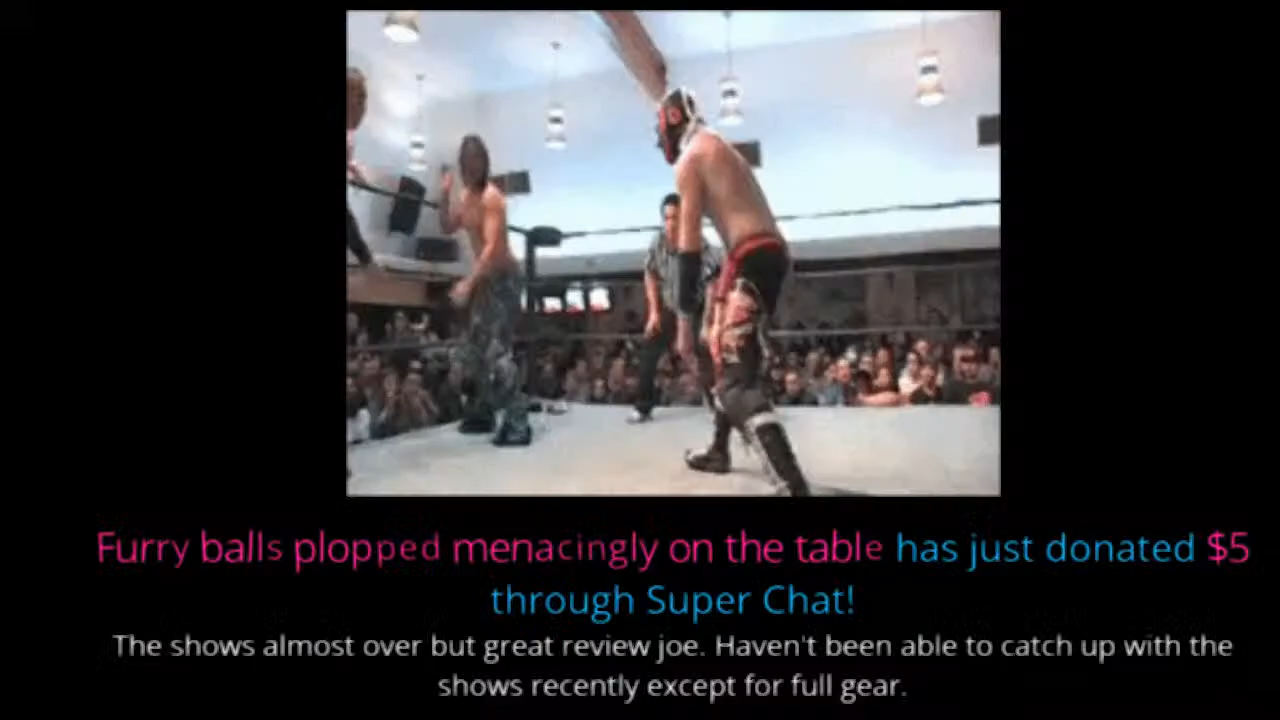 Furry balls plopped menacingly on the table has just donated $5
through Super Chat!
The shows almost over but great review joe. Haven't been able to catch up with the
shows recently except for full gear.